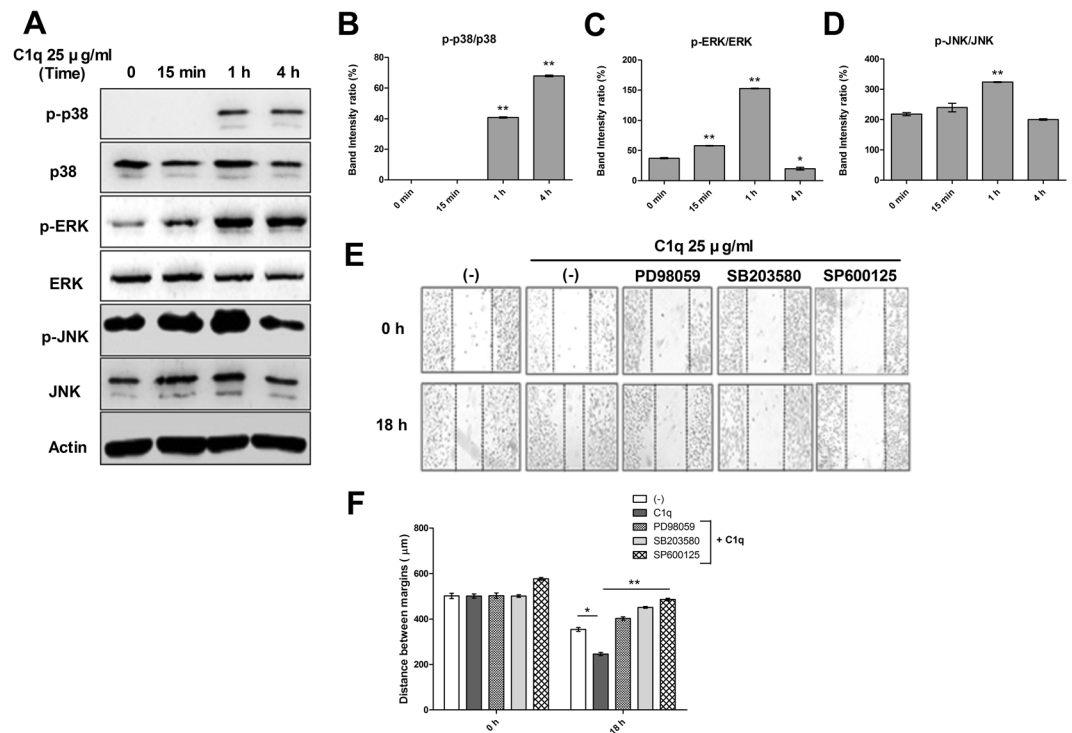 A
C1q 25 µg/ml
(Time)
0 15 min 1 h 4 h
p-p38
p38
p-ERK
ERK
p-JNK
JNK
Actin
B
p-p38/p38
Band Intensity ratio (%)
80
60
40
20
0
**
**
0 min 15 min 1 h 4 h
C
p-ERK/ERK
Band Intensity ratio (%)
200
150
100
50
0
**
**
*
0 min 15 min 1 h 4 h
D
p-JNK/JNK
Band Intensity ratio (%)
400
300
200
100
0
**
0 min 15 min 1 h 4 h
E
C1q 25 µg/ml
(-) (-) PD98059 SB203580 SP600125
0 h
18 h
F
(-)
C1q
PD98059
SB203580
SP600125
+ C1q
Distance between margins ( µm)
800
600
400
200
0
*
**
0 h 18 h